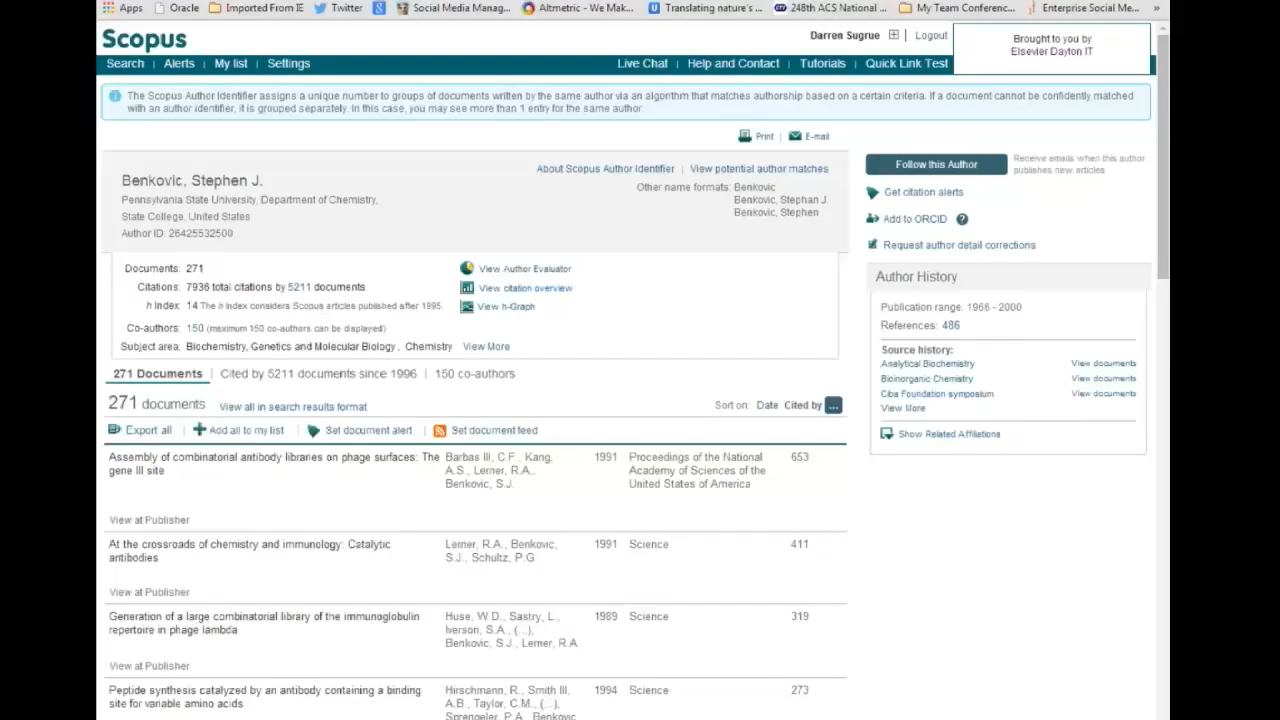 Apps Oracle Imported From IE Twitter Social Media Manag... Altmetric - We Mak... Translating nature's ... 248th ACS National ... My Team Conferenc... Enterprise Social Me... »
Scopus
Darren Sugrue | Logout
Brought to you by
Elsevier Dayton IT
Search | Alerts | My list | Settings
Live Chat | Help and Contact | Tutorials | Quick Link Test
The Scopus Author Identifier assigns a unique number to groups of documents written by the same author via an algorithm that matches authorship based on a certain criteria. If a document cannot be confidently matched
with an author identifier, it is grouped separately. In this case, you may see more than 1 entry for the same author.
Print | E-mail
About Scopus Author Identifier | View potential author matches
Benkovic, Stephen J.
Pennsylvania State University, Department of Chemistry,
State College, United States
Author ID: 26425532500
Other name formats: Benkovic
Benkovic, Stephan J.
Benkovic, Stephen
Documents: 271
Citations: 7936 total citations by 5211 documents
h Index: 14 The h Index considers Scopus articles published after 1995.
Co-authors: 150 (maximum 150 co-authors can be displayed)
Subject area: Biochemistry, Genetics and Molecular Biology , Chemistry View More
View Author Evaluator
View citation overview
View h-Graph
271 Documents | Cited by 5211 documents since 1996 | 150 co-authors
271 documents View all in search results format
Sort on: Date Cited by ...
Export all | Add all to my list | Set document alert | Set document feed
Assembly of combinatorial antibody libraries on phage surfaces: The
gene III site
Barbas III, C.F., Kang,
A.S., Lerner, R.A.,
Benkovic, S.J.
1991
Proceedings of the National
Academy of Sciences of the
United States of America
653
View at Publisher
At the crossroads of chemistry and immunology: Catalytic
antibodies
Lerner, R.A., Benkovic,
S.J., Schultz, P.G
1991
Science
411
View at Publisher
Generation of a large combinatorial library of the immunoglobulin
repertoire in phage lambda
Huse, W.D., Sastry, L.,
Iverson, S.A., (...),
Benkovic, S.J., Lerner, R.A.
1989
Science
319
View at Publisher
Peptide synthesis catalyzed by an antibody containing a binding
site for variable amino acids
Hirschmann, R., Smith III,
A.B., Taylor, C.M., (...),
Sprengeler, P.A., Benkovic
1994
Science
273
Follow this Author
Receive emails when this author
publishes new articles
Get citation alerts
Add to ORCID ?
Request author detail corrections
Author History
Publication range: 1966 - 2000
References: 486
Source history:
Analytical Biochemistry View documents
Bioinorganic Chemistry View documents
Ciba Foundation symposium View documents
View More
Show Related Affiliations